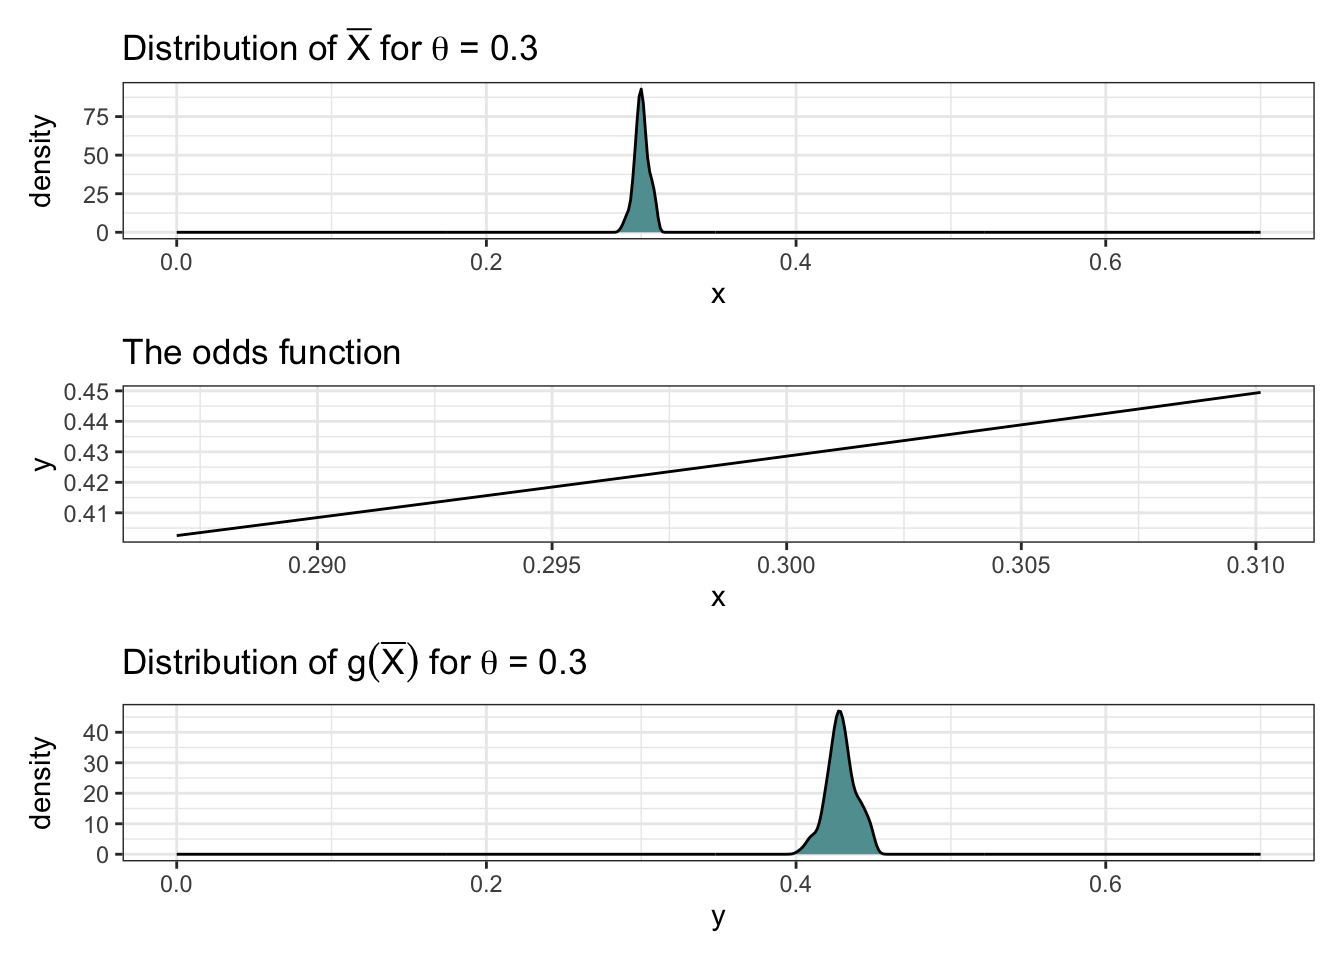 Distribution of X̅ for θ = 0.3
density
75
50
25
0
0.0 0.2 0.4 0.6
x
The odds function
y
0.45
0.44
0.43
0.42
0.41
0.290 0.295 0.300 0.305 0.310
x
Distribution of g(X̅) for θ = 0.3
density
40
30
20
10
0
0.0 0.2 0.4 0.6
y